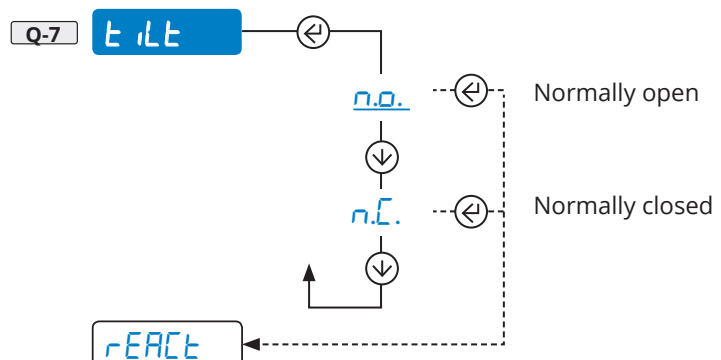 Q-7 tiLt
n.o. Normally open
n.C. Normally closed
rEACt